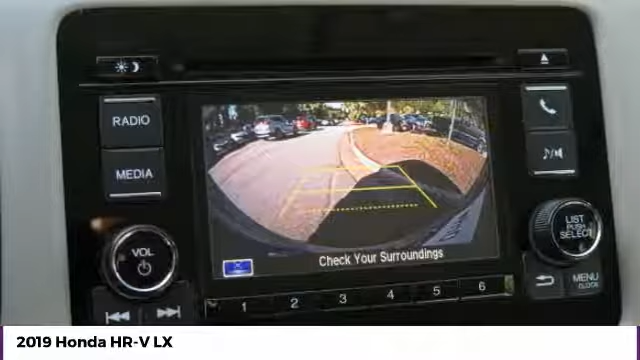 RADIO
MEDIA
VOL
LIST
PUSH
SELECT
MENU
CLOCK
Check Your Surroundings
1 2 3 4 5 6
2019 Honda HR-V LX